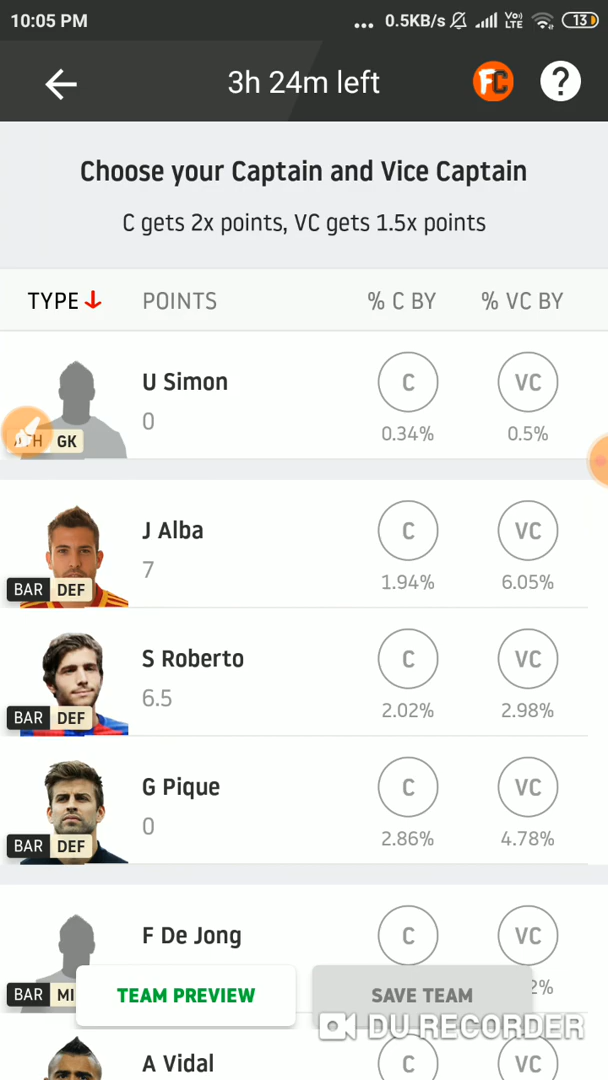 10:05 PM ... 0.5KB/s Vo) LTE 13
3h 24m left FC ?
Choose your Captain and Vice Captain
C gets 2x points, VC gets 1.5x points
TYPE POINTS % C BY % VC BY
U Simon C VC
0 0.34% 0.5%
GK
J Alba C VC
7 1.94% 6.05%
BAR DEF
S Roberto C VC
6.5 2.02% 2.98%
BAR DEF
G Pique C VC
0 2.86% 4.78%
BAR DEF
F De Jong C VC
BAR
TEAM PREVIEW SAVE TEAM
DU RECORDER
A Vidal C VC